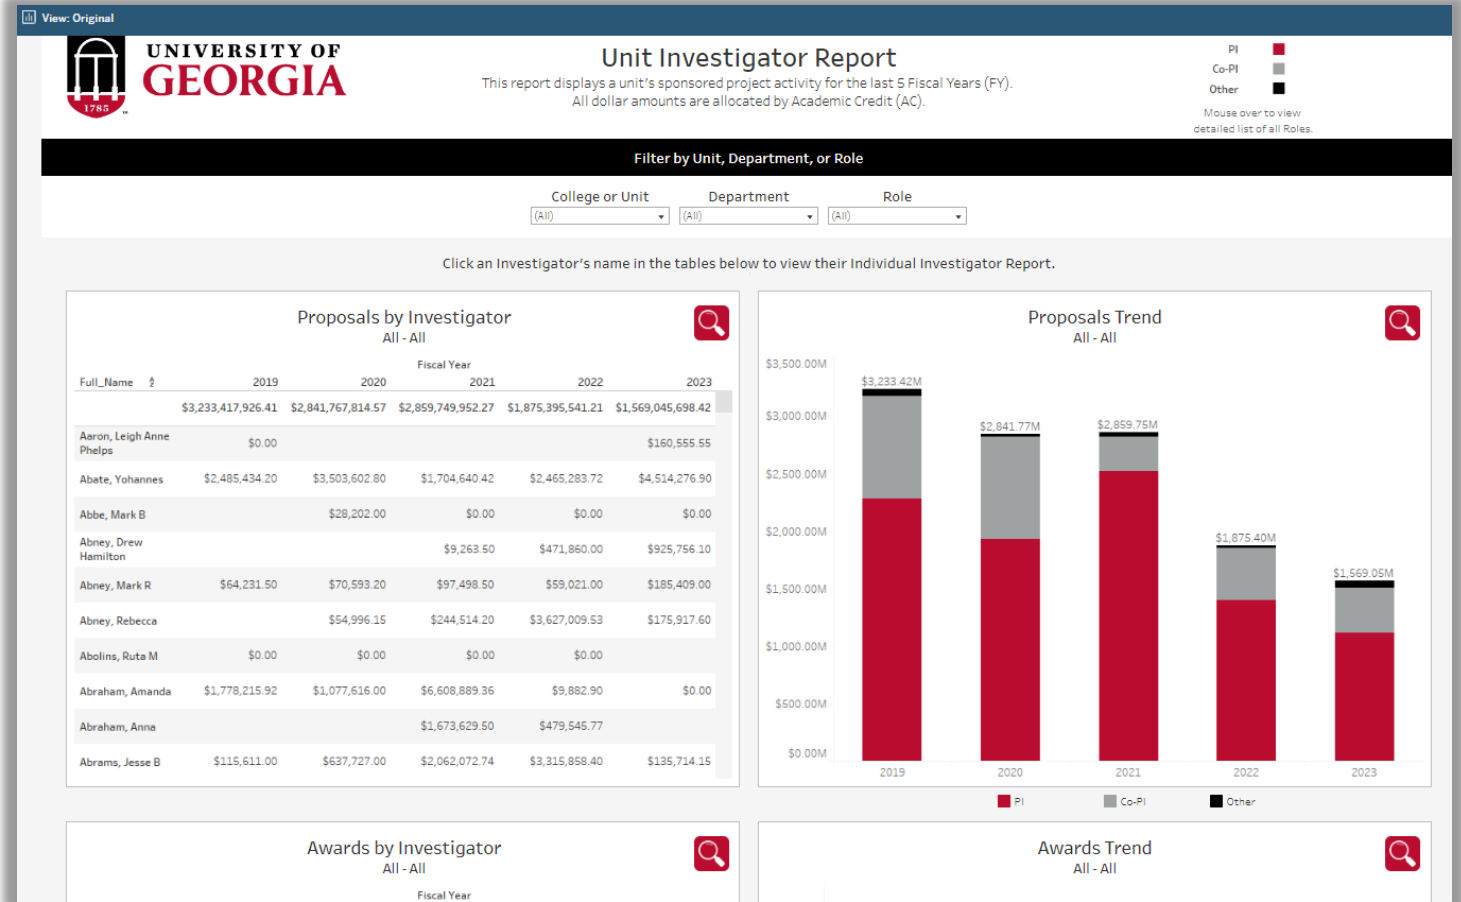 View: Original
UNIVERSITY OF
GEORGIA
1785
Unit Investigator Report
This report displays a unit's sponsored project activity for the last 5 Fiscal Years (FY).
All dollar amounts are allocated by Academic Credit (AC).
PI
Co-PI
Other
Mouse over to view
detailed list of all Roles.
Filter by Unit, Department, or Role
College or Unit Department Role
(All) (All) (All)
Click an Investigator's name in the tables below to view their Individual Investigator Report.
Proposals by Investigator
All - All
Fiscal Year
Full_Name 2019 2020 2021 2022 2023
$3,233,417,926.41 $2,841,767,814.57 $2,859,749,952.27 $1,875,395,541.21 $1,569,045,698.42
Aaron, Leigh Anne
Phelps $0.00 $160,555.55
Abate, Yohannes $2,485,434.20 $3,503,602.80 $1,704,640.42 $2,465,283.72 $4,514,276.90
Abbe, Mark B $28,202.00 $0.00 $0.00 $0.00
Abney, Drew
Hamilton $9,263.50 $471,860.00 $925,756.10
Abney, Mark R $64,231.50 $70,593.20 $97,498.50 $59,021.00 $185,409.00
Abney, Rebecca $54,996.15 $244,514.20 $3,627,009.53 $175,917.60
Abolins, Ruta M $0.00 $0.00 $0.00 $0.00
Abraham, Amanda $1,778,215.92 $1,077,616.00 $6,608,889.36 $9,882.90 $0.00
Abraham, Anna $1,673,629.50 $479,545.77
Abrams, Jesse B $115,611.00 $637,727.00 $2,062,072.74 $3,315,858.40 $135,714.15
Proposals Trend
All - All
$3,500.00M
$3,000.00M
$2,500.00M
$2,000.00M
$1,500.00M
$1,000.00M
$500.00M
$0.00M
$3,233.42M
$2,841.77M
$2,859.75M
$1,875.40M
$1,569.05M
2019 2020 2021 2022 2023
PI Co-PI Other
Awards by Investigator
All - All
Fiscal Year
Awards Trend
All - All